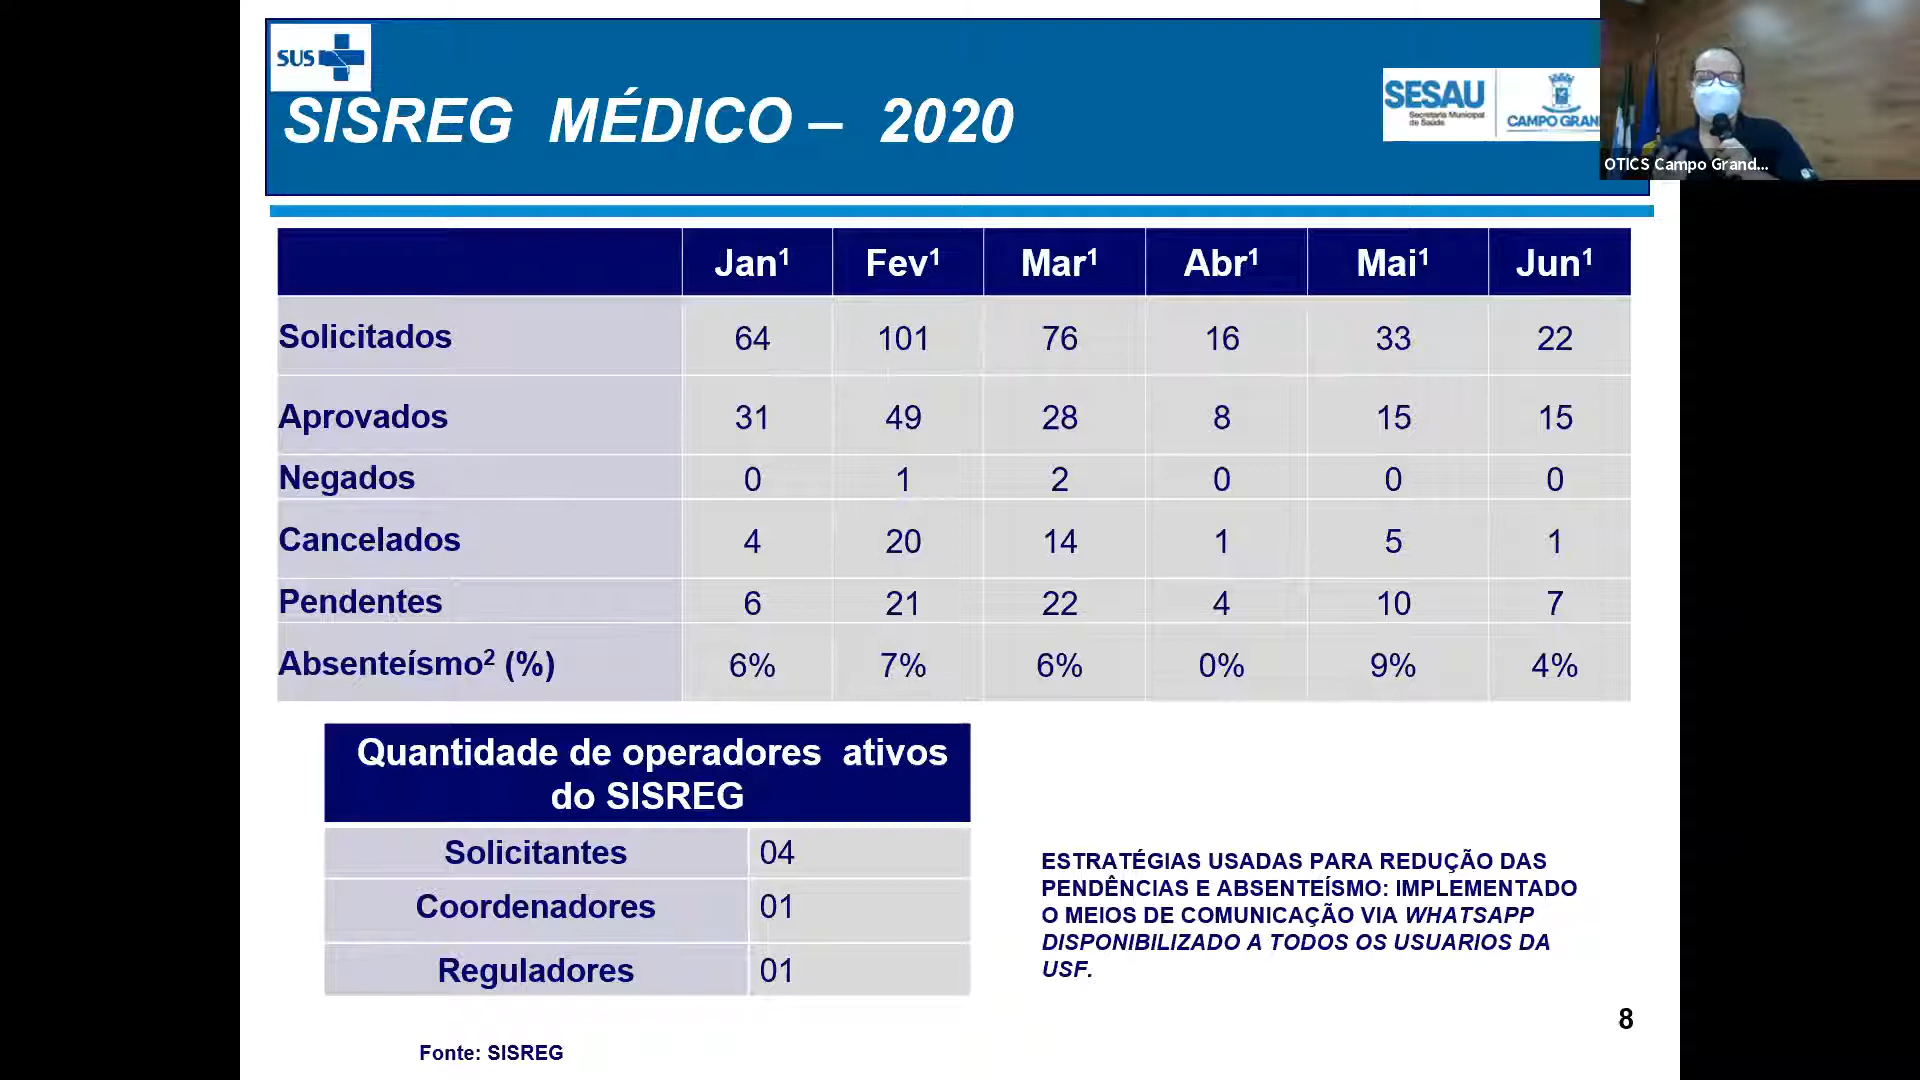 SUS
SISREG MÉDICO – 2020
SESAU
Secretaria Municipal
de Saúde
CAMPO GRAN
OTICS Campo Grand...
Jan¹ Fev¹ Mar¹ Abr¹ Mai¹ Jun¹
Solicitados 64 101 76 16 33 22
Aprovados 31 49 28 8 15 15
Negados 0 1 2 0 0 0
Cancelados 4 20 14 1 5 1
Pendentes 6 21 22 4 10 7
Absenteísmo² (%) 6% 7% 6% 0% 9% 4%
Quantidade de operadores ativos
do SISREG
Solicitantes 04
Coordenadores 01
Reguladores 01
ESTRATÉGIAS USADAS PARA REDUÇÃO DAS
PENDÊNCIAS E ABSENTEÍSMO: IMPLEMENTADO
O MEIOS DE COMUNICAÇÃO VIA WHATSAPP
DISPONIBILIZADO A TODOS OS USUARIOS DA
USF.
8
Fonte: SISREG